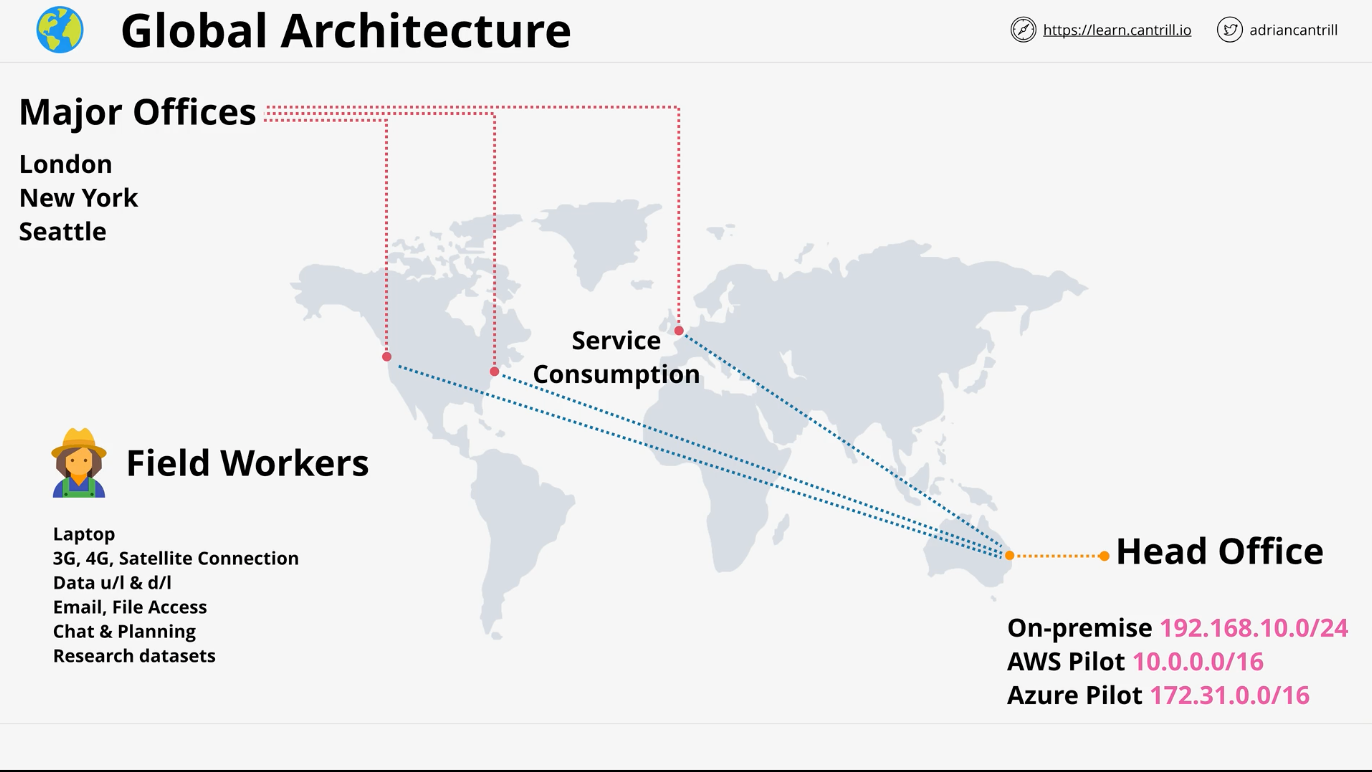 Global Architecture
https://learn.cantrill.io
adriancantrill
Major Offices
London
New York
Seattle
Service
Consumption
Field Workers
Laptop
3G, 4G, Satellite Connection
Data u/l & d/l
Email, File Access
Chat & Planning
Research datasets
Head Office
On-premise 192.168.10.0/24
AWS Pilot 10.0.0.0/16
Azure Pilot 172.31.0.0/16